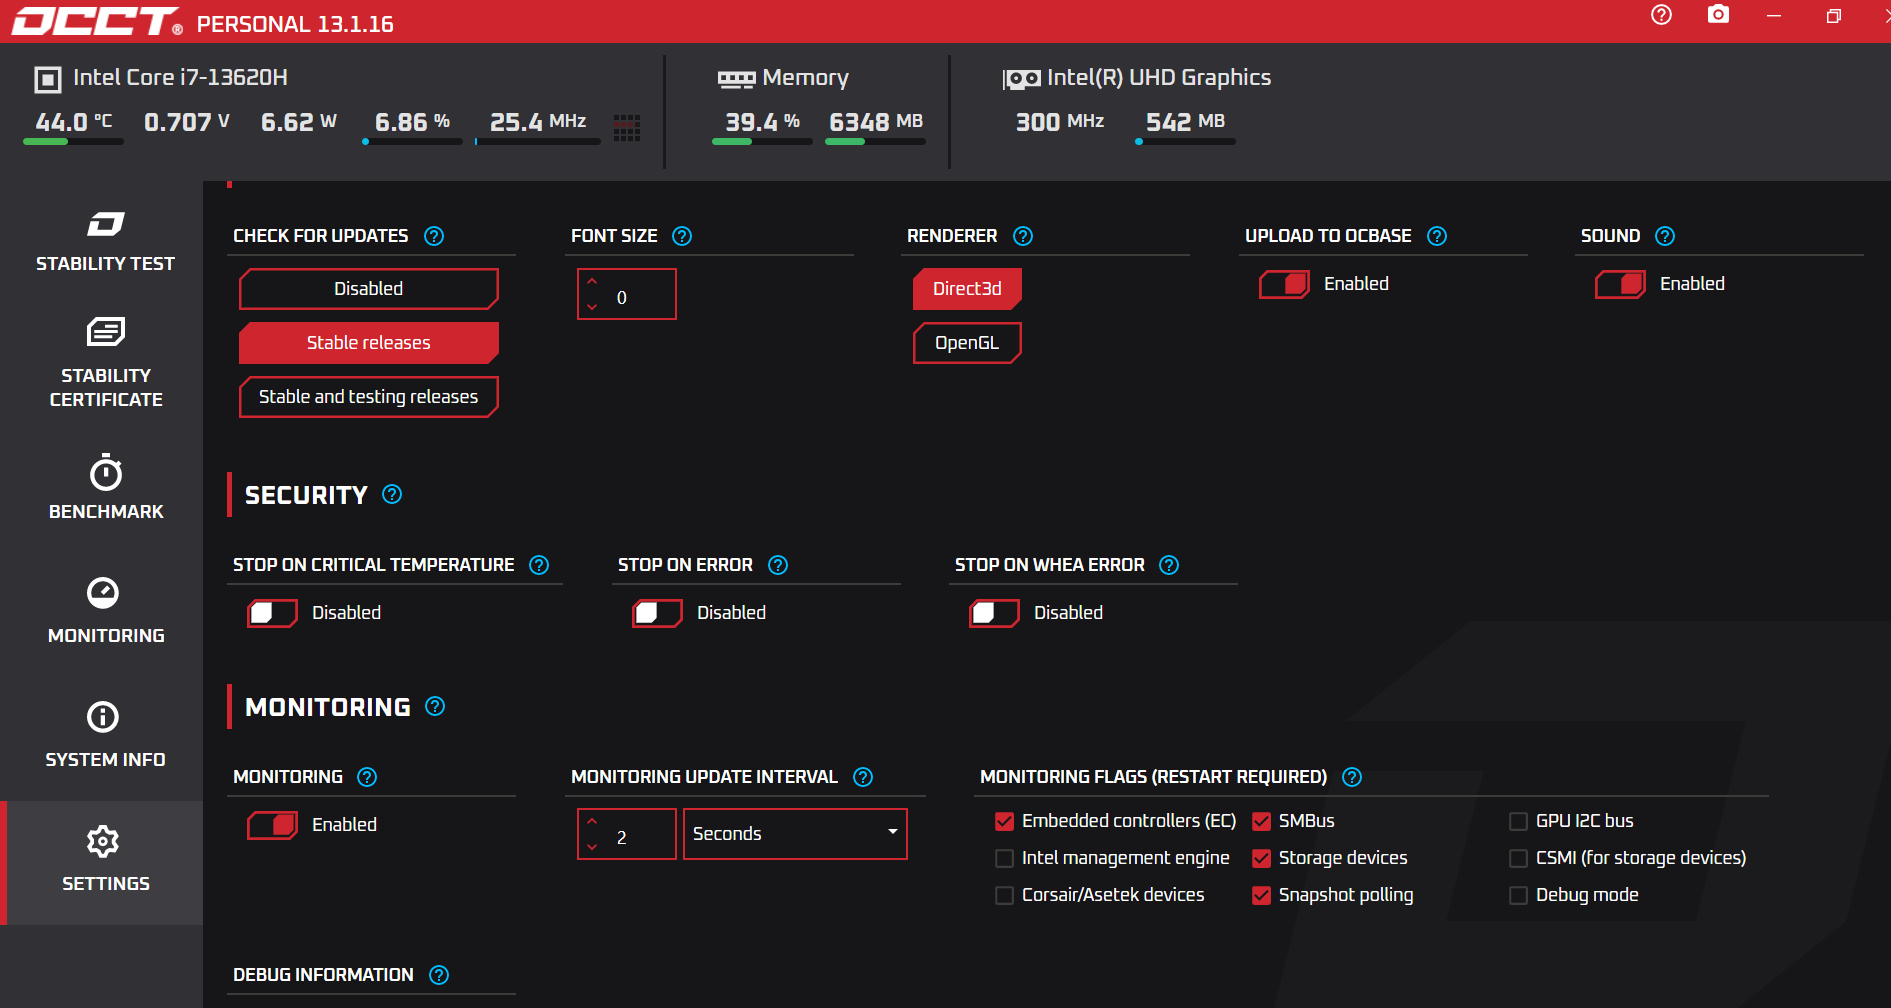 OCCT® PERSONAL 13.1.16
Intel Core i7-13620H
44.0 °C 0.707 V 6.62 W 6.86 % 25.4 MHz
Memory
39.4 % 6348 MB
Intel(R) UHD Graphics
300 MHz 542 MB
STABILITY TEST
STABILITY
CERTIFICATE
BENCHMARK
MONITORING
SYSTEM INFO
SETTINGS
CHECK FOR UPDATES
Disabled
Stable releases
Stable and testing releases
FONT SIZE
0
RENDERER
Direct3d
OpenGL
UPLOAD TO OCBASE
Enabled
SOUND
Enabled
SECURITY
STOP ON CRITICAL TEMPERATURE
Disabled
STOP ON ERROR
Disabled
STOP ON WHEA ERROR
Disabled
MONITORING
MONITORING
Enabled
MONITORING UPDATE INTERVAL
2 Seconds
MONITORING FLAGS (RESTART REQUIRED)
Embedded controllers (EC) SMBus GPU I2C bus
Intel management engine Storage devices CSMI (for storage devices)
Corsair/Asetek devices Snapshot polling Debug mode
DEBUG INFORMATION